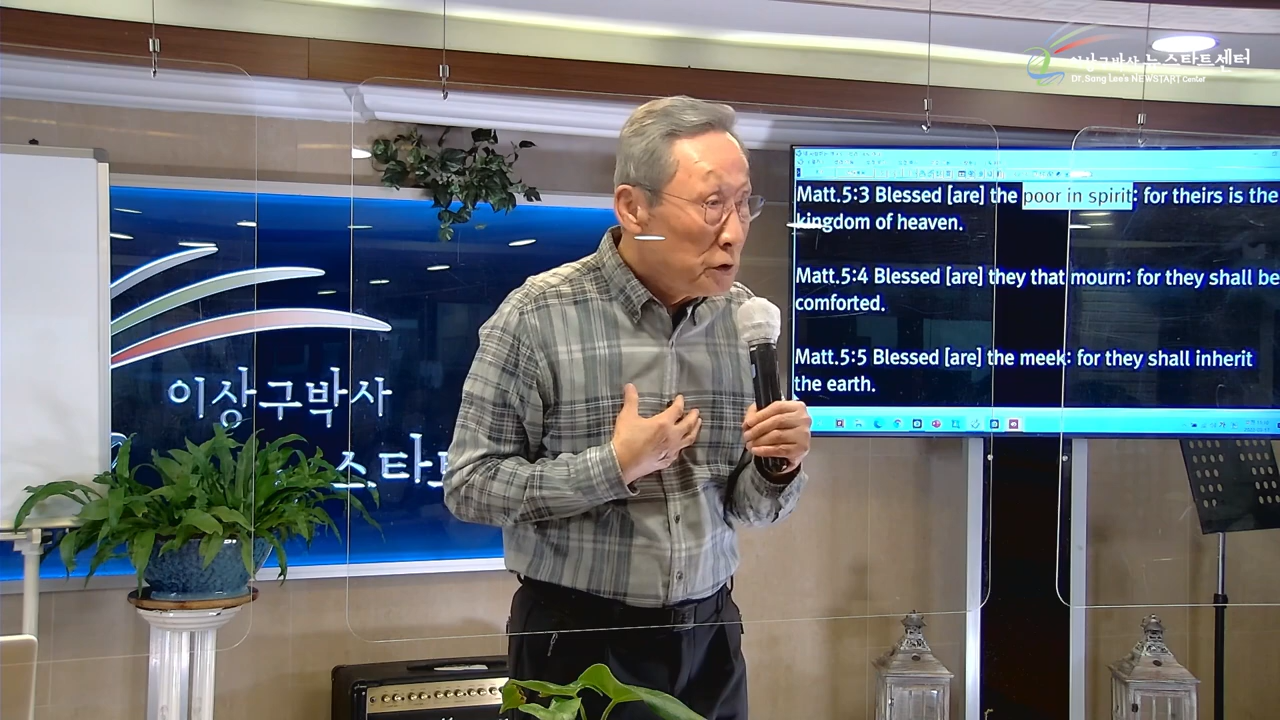 이상구박사 뉴스타트센터
Dr. Sang Lee's NEWSTART Center
Matt.5:3 Blessed [are] the poor in spirit: for theirs is the
kingdom of heaven.
Matt.5:4 Blessed [are] they that mourn: for they shall be
comforted.
Matt.5:5 Blessed [are] the meek: for they shall inherit
the earth.
이상구박사
스타트